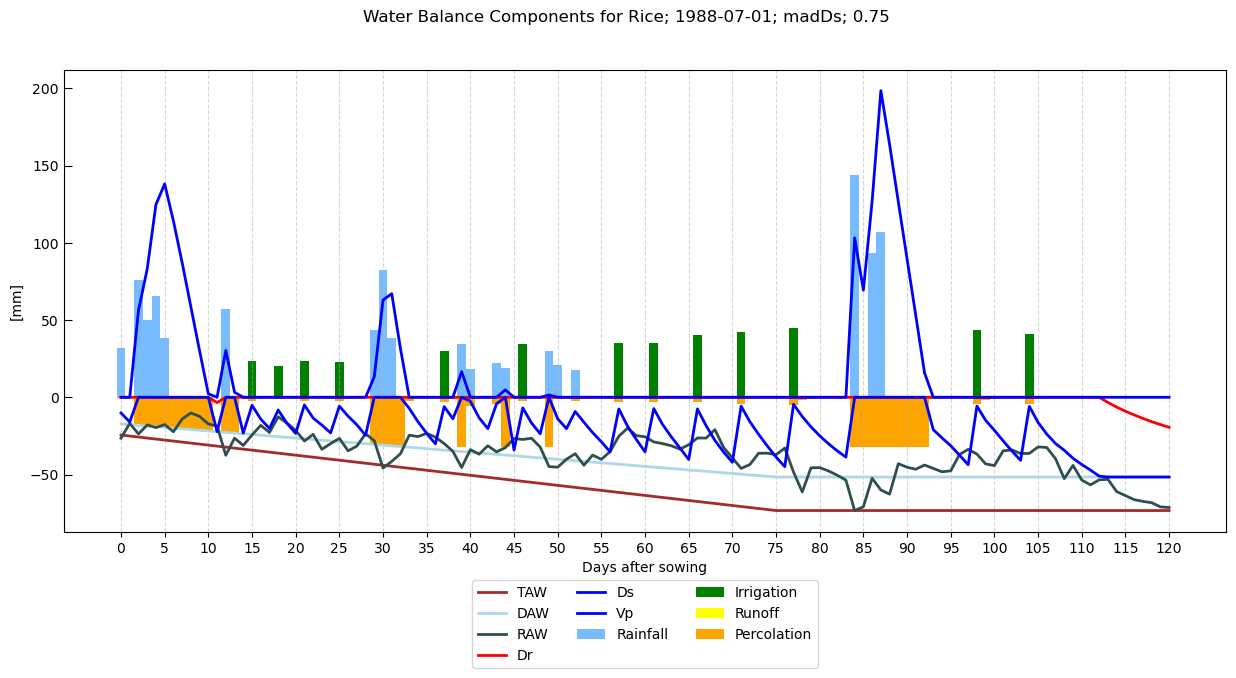 Water Balance Components for Rice; 1988-07-01; madDs; 0.75
200
150
100
50
0
−50
[mm]
0 5 10 15 20 25 30 35 40 45 50 55 60 65 70 75 80 85 90 95 100 105 110 115 120
Days after sowing
TAW
DAW
RAW
Dr
Ds
Vp
Rainfall
Irrigation
Runoff
Percolation